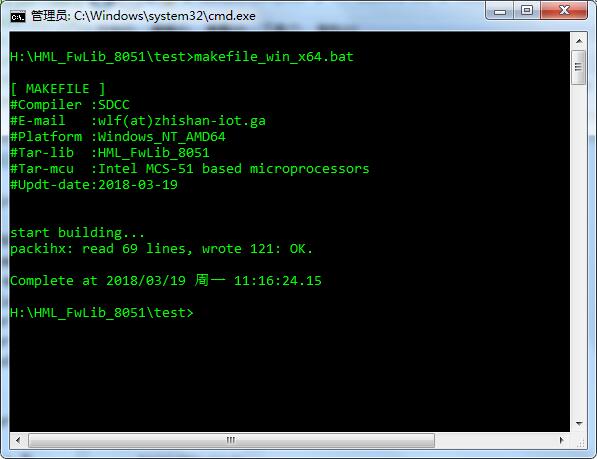 管理员: C:\Windows\system32\cmd.exe
H:\HML_FwLib_8051\test>makefile_win_x64.bat
[ MAKEFILE ]
#Compiler :SDCC
#E-mail   :wlf(at)zhishan-iot.ga
#Platform :Windows_NT_AMD64
#Tar-lib  :HML_FwLib_8051
#Tar-mcu  :Intel MCS-51 based microprocessors
#Updt-date:2018-03-19
start building...
packihx: read 69 lines, wrote 121: OK.
Complete at 2018/03/19 周一 11:16:24.15
H:\HML_FwLib_8051\test>